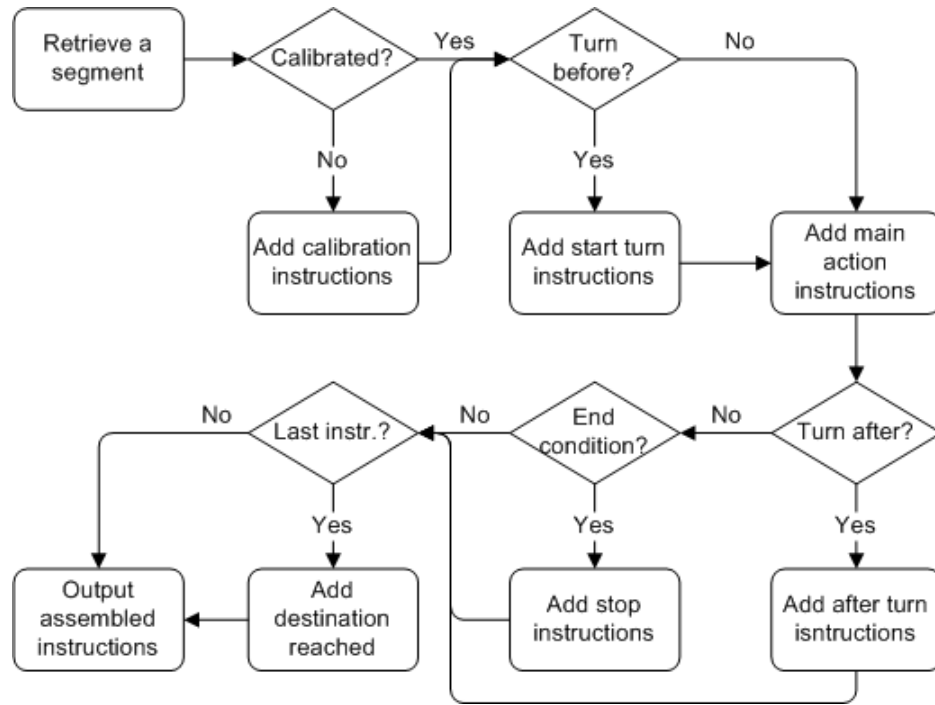 Retrieve a
segment
Calibrated?
Yes
Turn
before?
No
No
Yes
Add calibration
instructions
Add start turn
instructions
Add main
action
instructions
No
Last instr.?
No
End
condition?
No
Turn after?
Yes
Yes
Yes
Output
assembled
instructions
Add
destination
reached
Add stop
instructions
Add after turn
isntructions